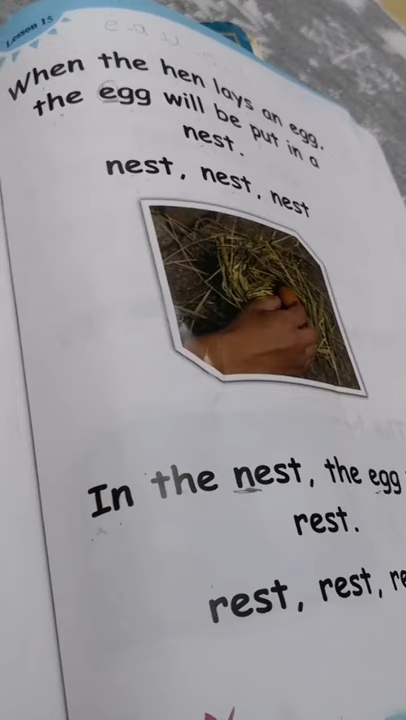 Lesson 15
When the hen lays an egg,
the egg will be put in a
nest.
nest, nest, nest
In the nest, the egg
rest.
rest, rest,